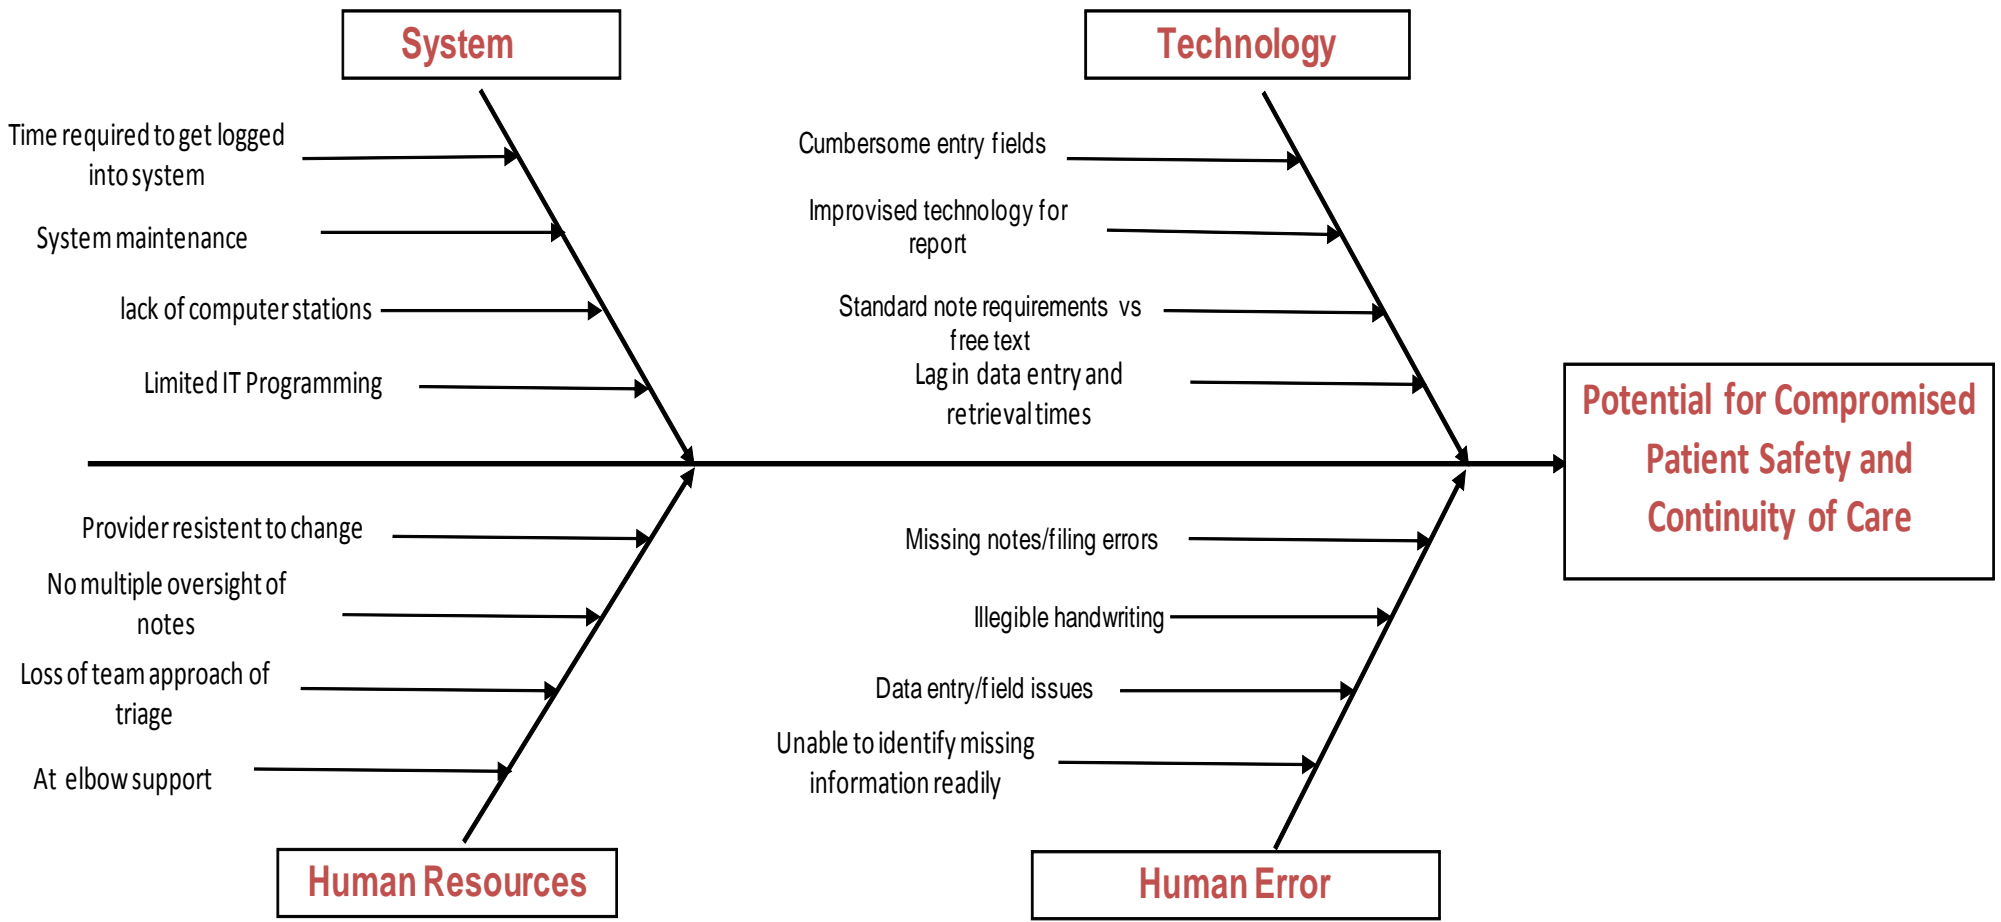 System
Time required to get logged
into system
System maintenance
lack of computer stations
Limited IT Programming
Technology
Cumbersome entry fields
Improvised technology for
report
Standard note requirements vs
free text
Lag in data entry and
retrieval times
Potential for Compromised
Patient Safety and
Continuity of Care
Provider resistent to change
No multiple oversight of
notes
Loss of team approach of
triage
At elbow support
Human Resources
Missing notes/filing errors
Illegible handwriting
Data entry/field issues
Unable to identify missing
information readily
Human Error